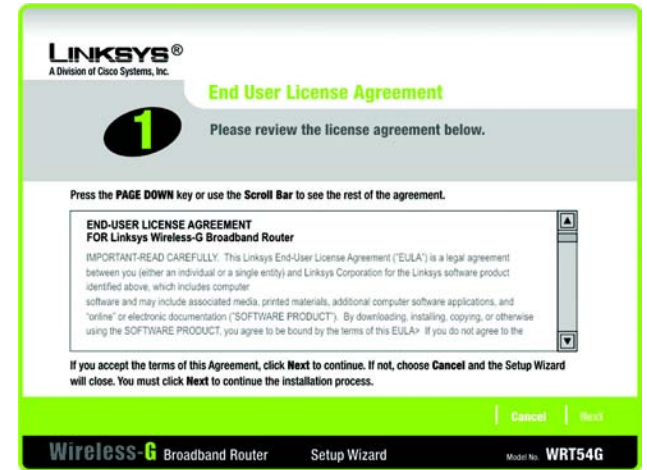 LINKSYS®
A Division of Cisco Systems, Inc.
End User License Agreement
1
Please review the license agreement below.
Press the PAGE DOWN key or use the Scroll Bar to see the rest of the agreement.
END-USER LICENSE AGREEMENT
FOR Linksys Wireless-G Broadband Router
IMPORTANT-READ CAREFULLY. This Linksys End-User License Agreement ("EULA") is a legal agreement
between you (either an individual or a single entity) and Linksys Corporation for the Linksys software product
identified above, which includes computer
software and may include associated media, printed materials, additional computer software applications, and
"online" or electronic documentation ("SOFTWARE PRODUCT"). By downloading, installing, copying, or otherwise
using the SOFTWARE PRODUCT, you agree to be bound by the terms of this EULA> If you do not agree to the
If you accept the terms of this Agreement, click Next to continue. If not, choose Cancel and the Setup Wizard
will close. You must click Next to continue the installation process.
Cancel Next
Wireless-G Broadband Router Setup Wizard Model No. WRT54G